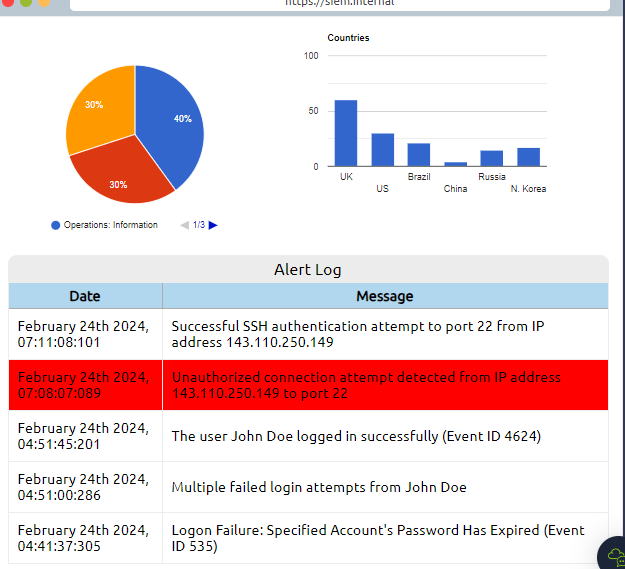 https://siem.internal
Countries
100
50
0
UK
US
Brazil
China
Russia
N. Korea
30%
40%
30%
Operations: Information
1/3
Alert Log
Date Message
February 24th 2024,
07:11:08:101
Successful SSH authentication attempt to port 22 from IP
address 143.110.250.149
February 24th 2024,
07:08:07:089
Unauthorized connection attempt detected from IP address
143.110.250.149 to port 22
February 24th 2024,
04:51:45:201
The user John Doe logged in successfully (Event ID 4624)
February 24th 2024,
04:51:00:286
Multiple failed login attempts from John Doe
February 24th 2024,
04:41:37:305
Logon Failure: Specified Account's Password Has Expired (Event
ID 535)